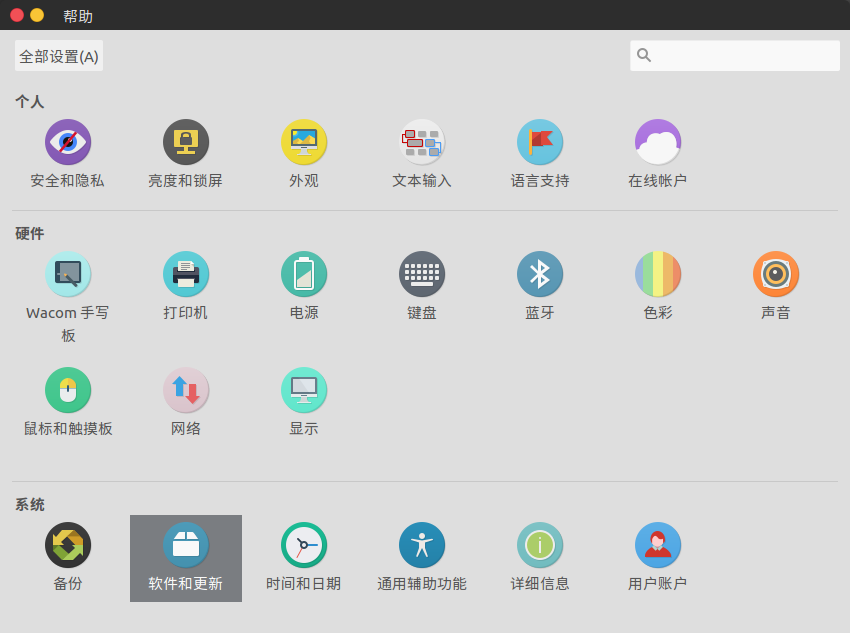 帮助
全部设置(A)
个人
安全和隐私 亮度和锁屏 外观 文本输入 语言支持 在线帐户
硬件
Wacom 手写 打印机 电源 键盘 蓝牙 色彩 声音
板
鼠标和触摸板 网络 显示
系统
备份 软件和更新 时间和日期 通用辅助功能 详细信息 用户账户